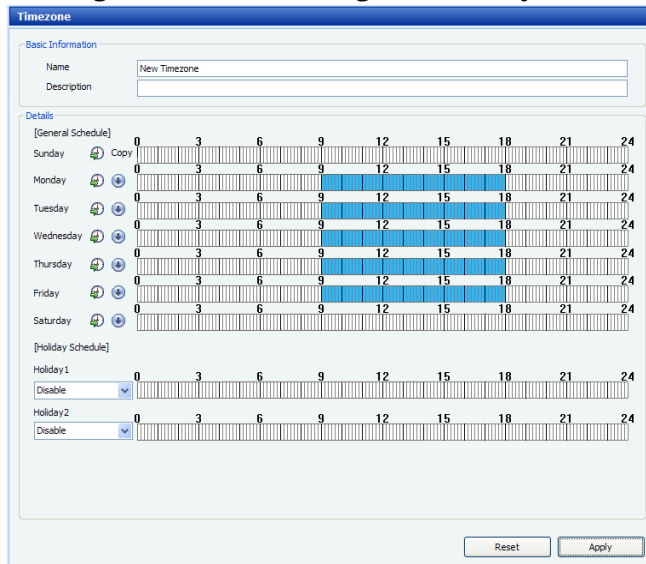 Timezone
Basic Information
Name New Timezone
Description
Details
[General Schedule]
0 3 6 9 12 15 18 21 24
Sunday Copy
0 3 6 9 12 15 18 21 24
Monday
0 3 6 9 12 15 18 21 24
Tuesday
0 3 6 9 12 15 18 21 24
Wednesday
0 3 6 9 12 15 18 21 24
Thursday
0 3 6 9 12 15 18 21 24
Friday
0 3 6 9 12 15 18 21 24
Saturday
[Holiday Schedule]
Holiday1
0 3 6 9 12 15 18 21 24
Disable
Holiday2
0 3 6 9 12 15 18 21 24
Disable
Reset Apply